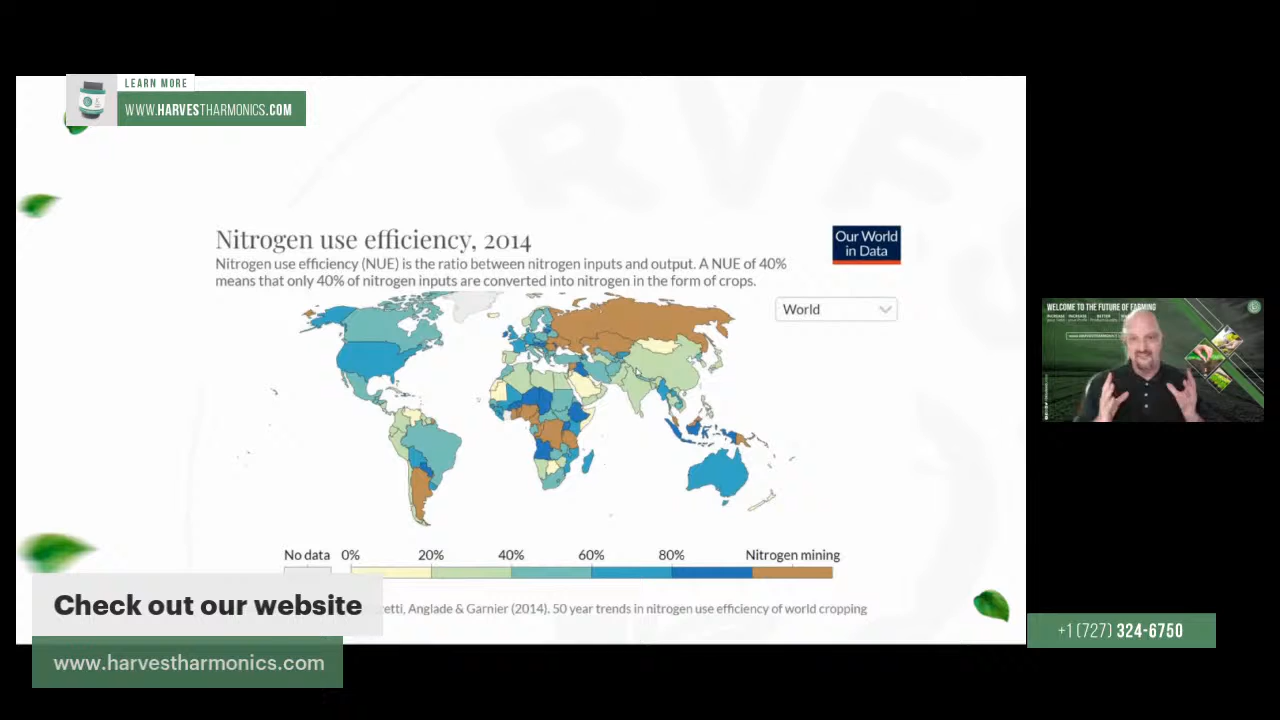 LEARN MORE
WWW.HARVESTHARMONICS.COM
Nitrogen use efficiency, 2014
Nitrogen use efficiency (NUE) is the ratio between nitrogen inputs and output. A NUE of 40%
means that only 40% of nitrogen inputs are converted into nitrogen in the form of crops.
Our World
in Data
World
WELCOME TO THE FUTURE OF FARMING
No data 0% 20% 40% 60% 80% Nitrogen mining
Anglade & Garnier (2014). 50 year trends in nitrogen use efficiency of world cropping
Check out our website
www.harvestharmonics.com
+1 (727) 324-6750